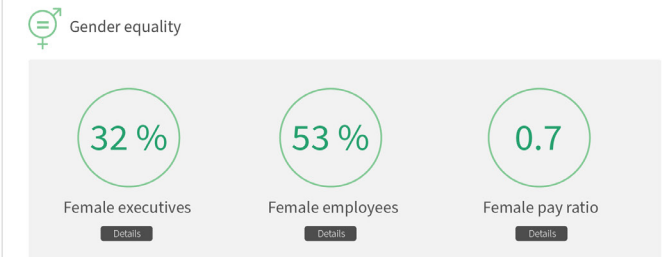 Gender equality
32 % 53 % 0.7
Female executives Female employees Female pay ratio
Details Details Details